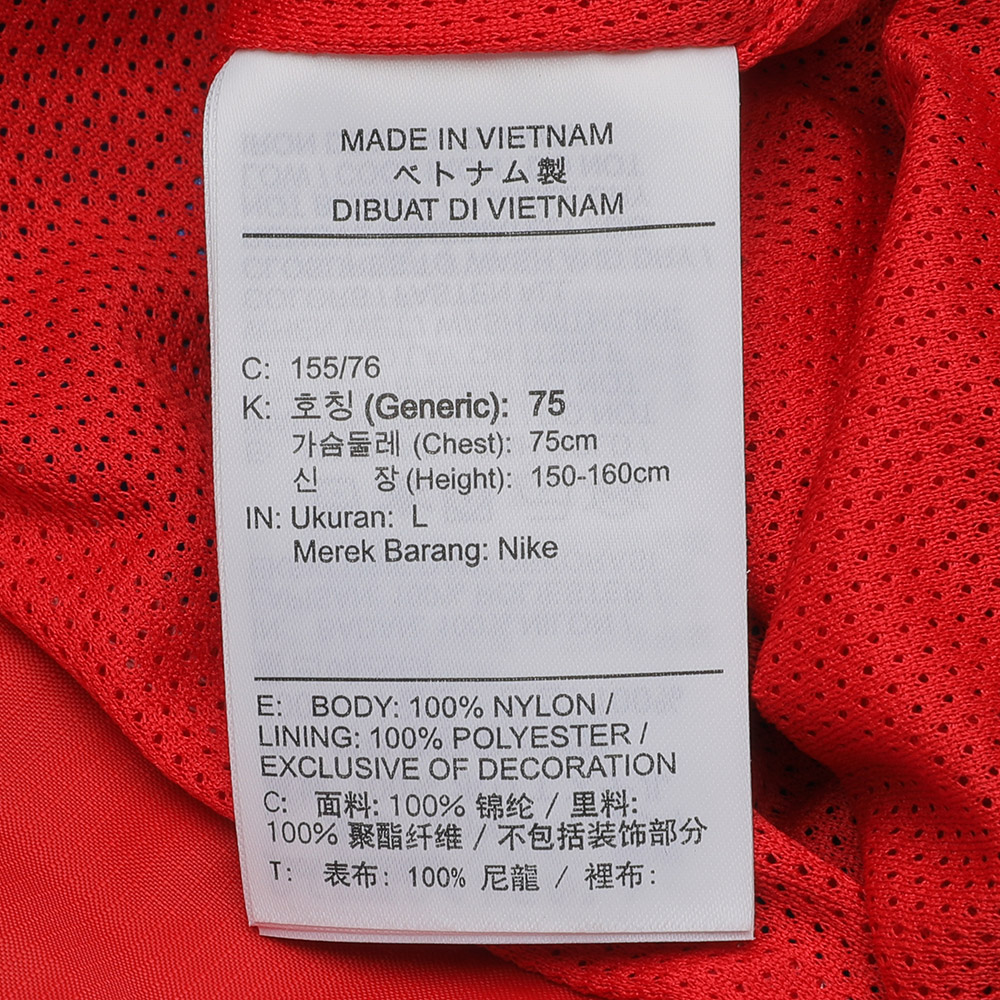 MADE IN VIETNAM
ベトナム製
DIBUAT DI VIETNAM
C: 155/76
K: 호칭 (Generic): 75
가슴둘레 (Chest): 75cm
신 장 (Height): 150-160cm
IN: Ukuran: L
Merek Barang: Nike
E: BODY: 100% NYLON /
LINING: 100% POLYESTER /
EXCLUSIVE OF DECORATION
C: 面料: 100% 锦纶 / 里料:
100% 聚酯纤维 / 不包括装饰部分
T: 表布: 100% 尼龍 / 裡布: